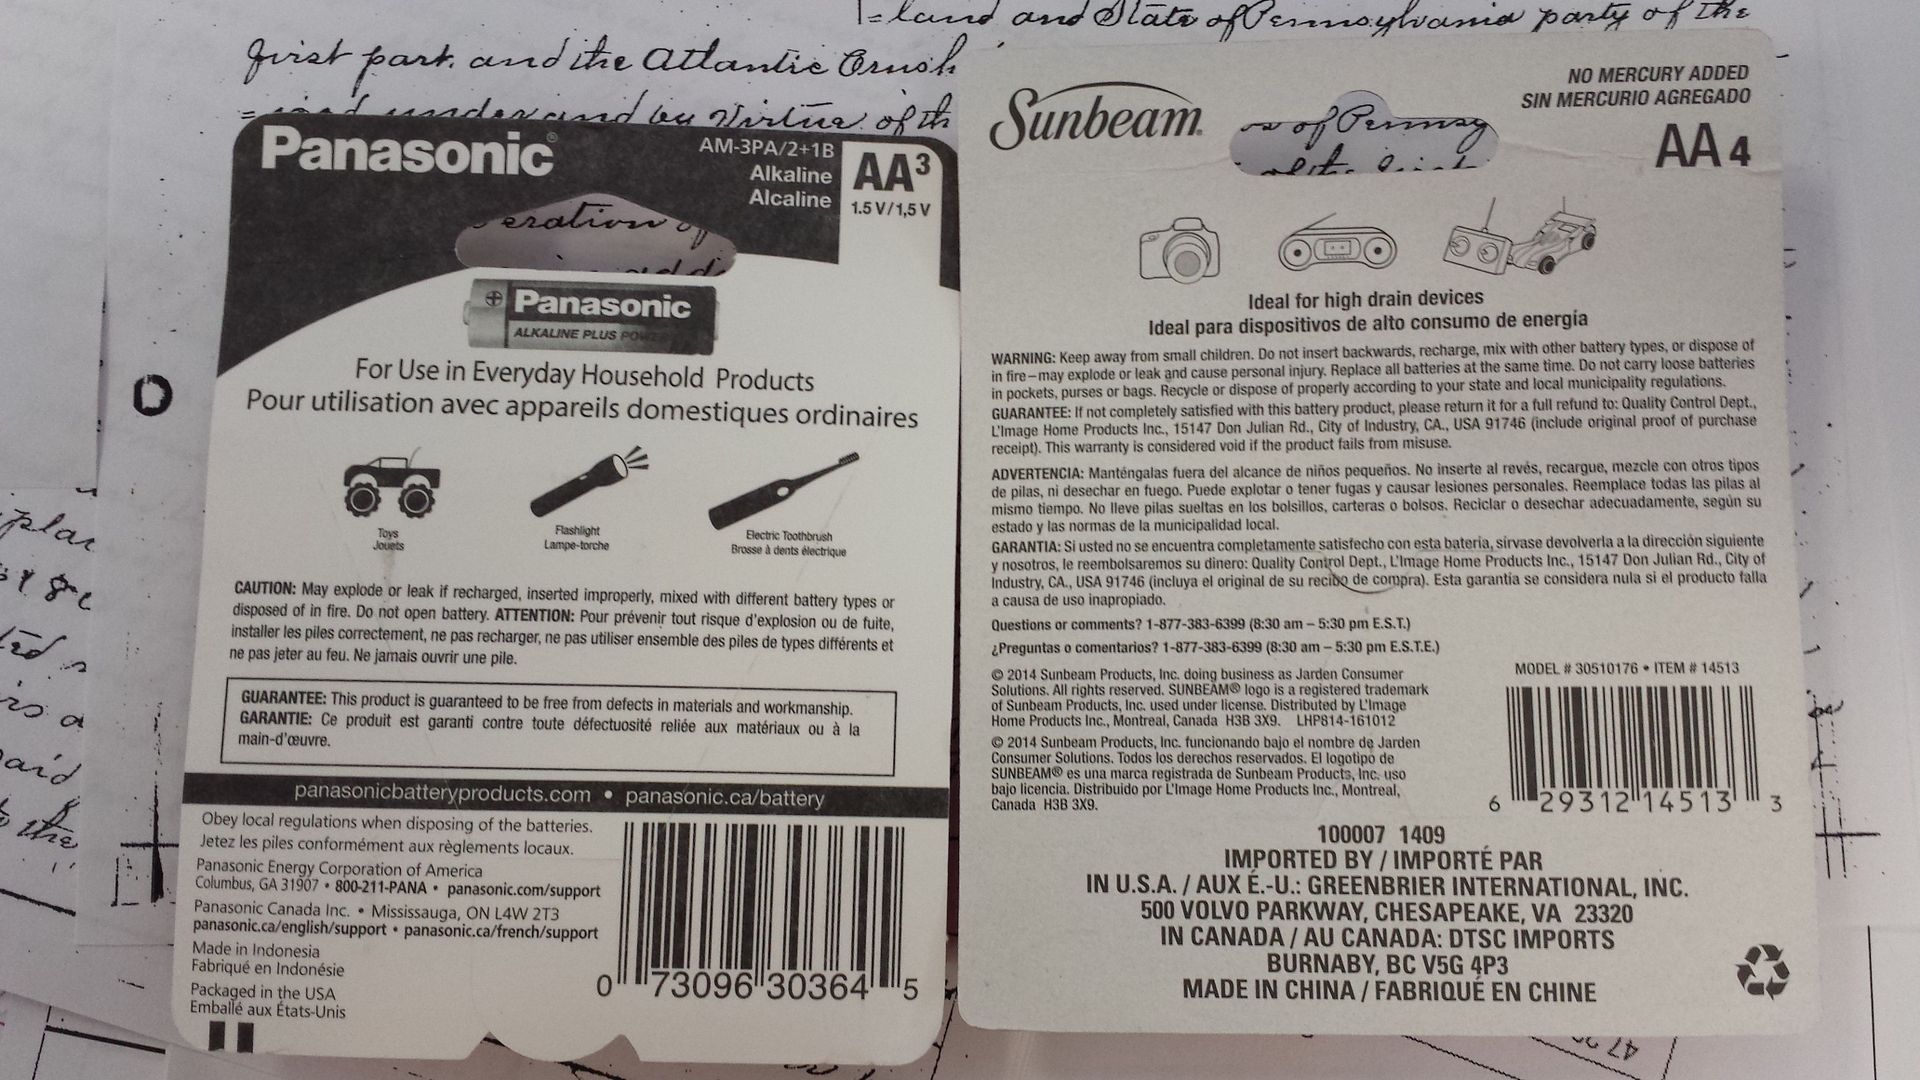 Island and State of Pennsylvania party of the
first part, and the Atlantic Crush
under and by Virtue of th
Panasonic®
AM-3PA/2+1B
Alkaline
Alcaline
AA3
1.5 V/1,5 V
eration of
Panasonic
ALKALINE PLUS POWER
For Use in Everyday Household Products
Pour utilisation avec appareils domestiques ordinaires
Toys
Jouets
Flashlight
Lampe-torche
Electric Toothbrush
Brosse à dents électrique
CAUTION: May explode or leak if recharged, inserted improperly, mixed with different battery types or
disposed of in fire. Do not open battery. ATTENTION: Pour prévenir tout risque d'explosion ou de fuite,
installer les piles correctement, ne pas recharger, ne pas utiliser ensemble des piles de types différents et
ne pas jeter au feu. Ne jamais ouvrir une pile.
GUARANTEE: This product is guaranteed to be free from defects in materials and workmanship.
GARANTIE: Ce produit est garanti contre toute défectuosité reliée aux matériaux ou à la
main-d'œuvre.
panasonicbatteryproducts.com • panasonic.ca/battery
Obey local regulations when disposing of the batteries.
Jetez les piles conformément aux règlements locaux.
Panasonic Energy Corporation of America
Columbus, GA 31907 • 800-211-PANA • panasonic.com/support
Panasonic Canada Inc. • Mississauga, ON L4W 2T3
panasonic.ca/english/support • panasonic.ca/french/support
Made in Indonesia
Fabriqué en Indonésie
Packaged in the USA
Emballé aux États-Unis
0 73096 30364 5
Sunbeam.
NO MERCURY ADDED
SIN MERCURIO AGREGADO
AA 4
of Pennsy
Ideal for high drain devices
Ideal para dispositivos de alto consumo de energía
WARNING: Keep away from small children. Do not insert backwards, recharge, mix with other battery types, or dispose of
in fire–may explode or leak and cause personal injury. Replace all batteries at the same time. Do not carry loose batteries
in pockets, purses or bags. Recycle or dispose of properly according to your state and local municipality regulations.
GUARANTEE: If not completely satisfied with this battery product, please return it for a full refund to: Quality Control Dept.,
L'Image Home Products Inc., 15147 Don Julian Rd., City of Industry, CA., USA 91746 (include original proof of purchase
receipt). This warranty is considered void if the product fails from misuse.
ADVERTENCIA: Manténgalas fuera del alcance de niños pequeños. No inserte al revés, recargue, mezcle con otros tipos
de pilas, ni desechar en fuego. Puede explotar o tener fugas y causar lesiones personales. Reemplace todas las pilas al
mismo tiempo. No lleve pilas sueltas en los bolsillos, carteras o bolsos. Reciclar o desechar adecuadamente, según su
estado y las normas de la municipalidad local.
GARANTIA: Si usted no se encuentra completamente satisfecho con esta bateria, sírvase devolverla a la dirección siguiente
y nosotros, le reembolsaremos su dinero: Quality Control Dept., L'Image Home Products Inc., 15147 Don Julian Rd., City of
Industry, CA., USA 91746 (incluya el original de su recibo de compra). Esta garantía se considera nula si el producto falla
a causa de uso inapropiado.
Questions or comments? 1-877-383-6399 (8:30 am – 5:30 pm E.S.T.)
¿Preguntas o comentarios? 1-877-383-6399 (8:30 am – 5:30 pm E.S.T.E.)
© 2014 Sunbeam Products, Inc. doing business as Jarden Consumer
Solutions. All rights reserved. SUNBEAM® logo is a registered trademark
of Sunbeam Products, Inc. used under license. Distributed by L'Image
Home Products Inc., Montreal, Canada H3B 3X9. LHP814-161012
© 2014 Sunbeam Products, Inc. funcionando bajo el nombre de Jarden
Consumer Solutions. Todos los derechos reservados. El logotipo de
SUNBEAM® es una marca registrada de Sunbeam Products, Inc. uso
bajo licencia. Distribuido por L'Image Home Products Inc., Montreal,
Canada H3B 3X9.
MODEL # 30510176 • ITEM # 14513
6 29312 14513 3
100007 1409
IMPORTED BY / IMPORTÉ PAR
IN U.S.A. / AUX É.-U.: GREENBRIER INTERNATIONAL, INC.
500 VOLVO PARKWAY, CHESAPEAKE, VA 23320
IN CANADA / AU CANADA: DTSC IMPORTS
BURNABY, BC V5G 4P3
MADE IN CHINA / FABRIQUÉ EN CHINE